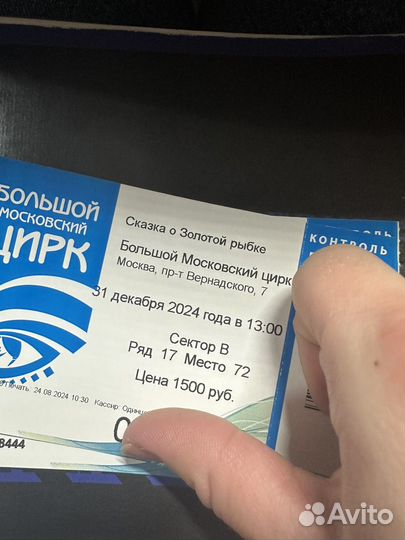 БОЛЬШОЙ
МОСКОВСКИЙ
ЦИРК
Сказка о Золотой рыбке
Большой Московский цирк
Москва, пр-т Вернадского, 7
31 декабря 2024 года в 13:00
Сектор B
Ряд 17 Место 72
Цена 1500 руб.
Печать: 24.08.2024 10:30 Кассир:
8444
КОНТРОЛЬ
Avito